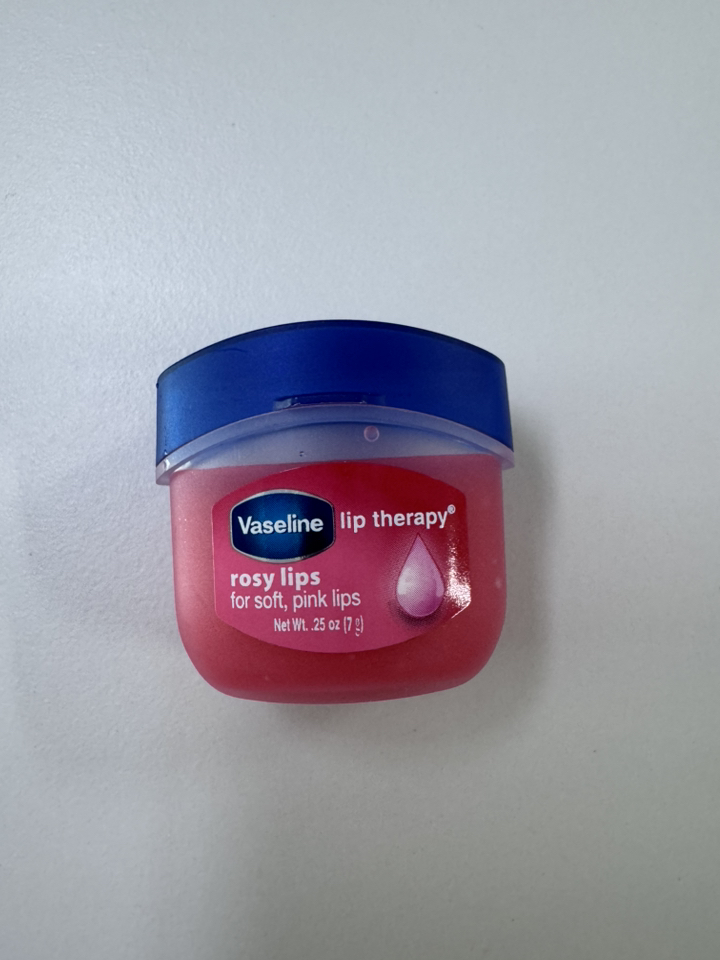 Vaseline lip therapy®
rosy lips
for soft, pink lips
Net Wt. .25 oz (7 g)